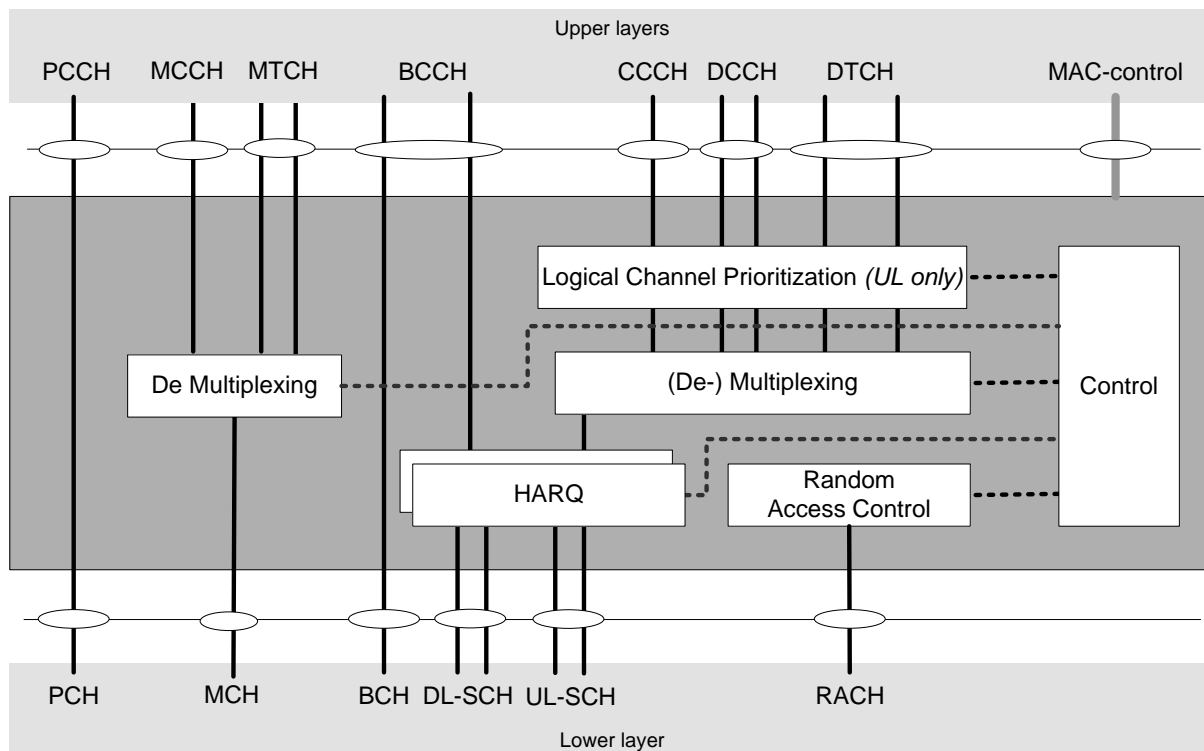 Upper layers
PCCH MCCH MTCH BCCH CCCH DCCH DTCH MAC-control
Logical Channel Prioritization (UL only)
De Multiplexing
(De-) Multiplexing
Control
HARQ
Random
Access Control
PCH MCH BCH DL-SCH UL-SCH RACH
Lower layer